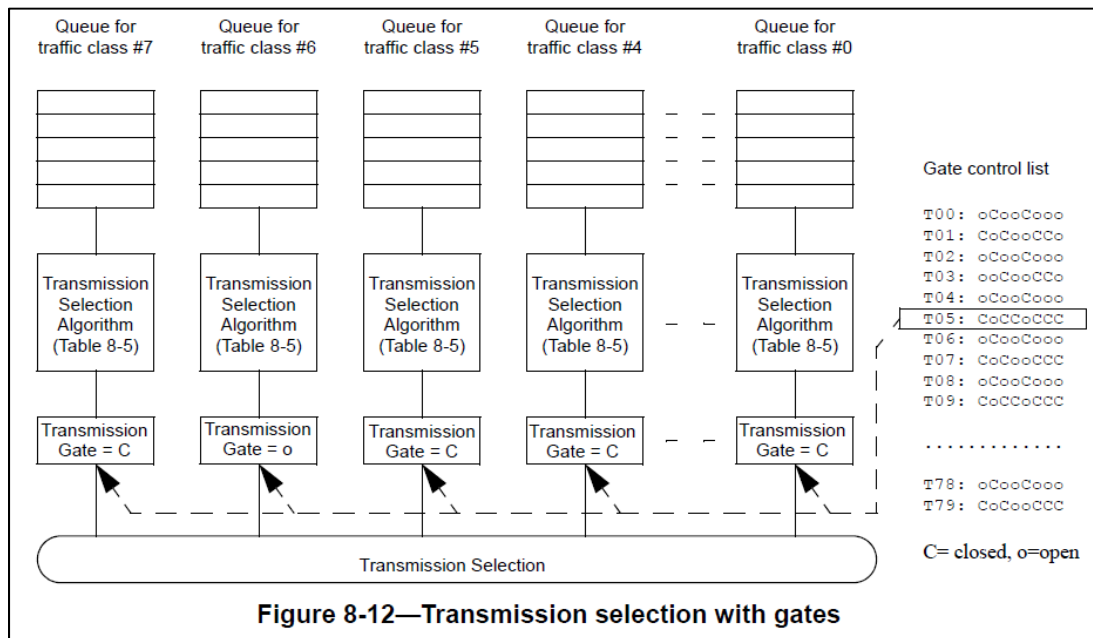 Queue for
traffic class #7
Queue for
traffic class #6
Queue for
traffic class #5
Queue for
traffic class #4
Queue for
traffic class #0
Transmission
Selection
Algorithm
(Table 8-5)
Transmission
Selection
Algorithm
(Table 8-5)
Transmission
Selection
Algorithm
(Table 8-5)
Transmission
Selection
Algorithm
(Table 8-5)
Transmission
Selection
Algorithm
(Table 8-5)
Transmission
Gate = C
Transmission
Gate = o
Transmission
Gate = C
Transmission
Gate = C
Transmission
Gate = C
Transmission Selection
Gate control list
T00: oCooCooo
T01: CoCooCCo
T02: oCooCooo
T03: ooCooCCo
T04: oCooCooo
T05: CoCCoCCC
T06: oCooCooo
T07: CoCooCCC
T08: oCooCooo
T09: CoCCoCCC
. . . . . . . . . . . . .
T78: oCooCooo
T79: CoCooCCC
C= closed, o=open
Figure 8-12—Transmission selection with gates